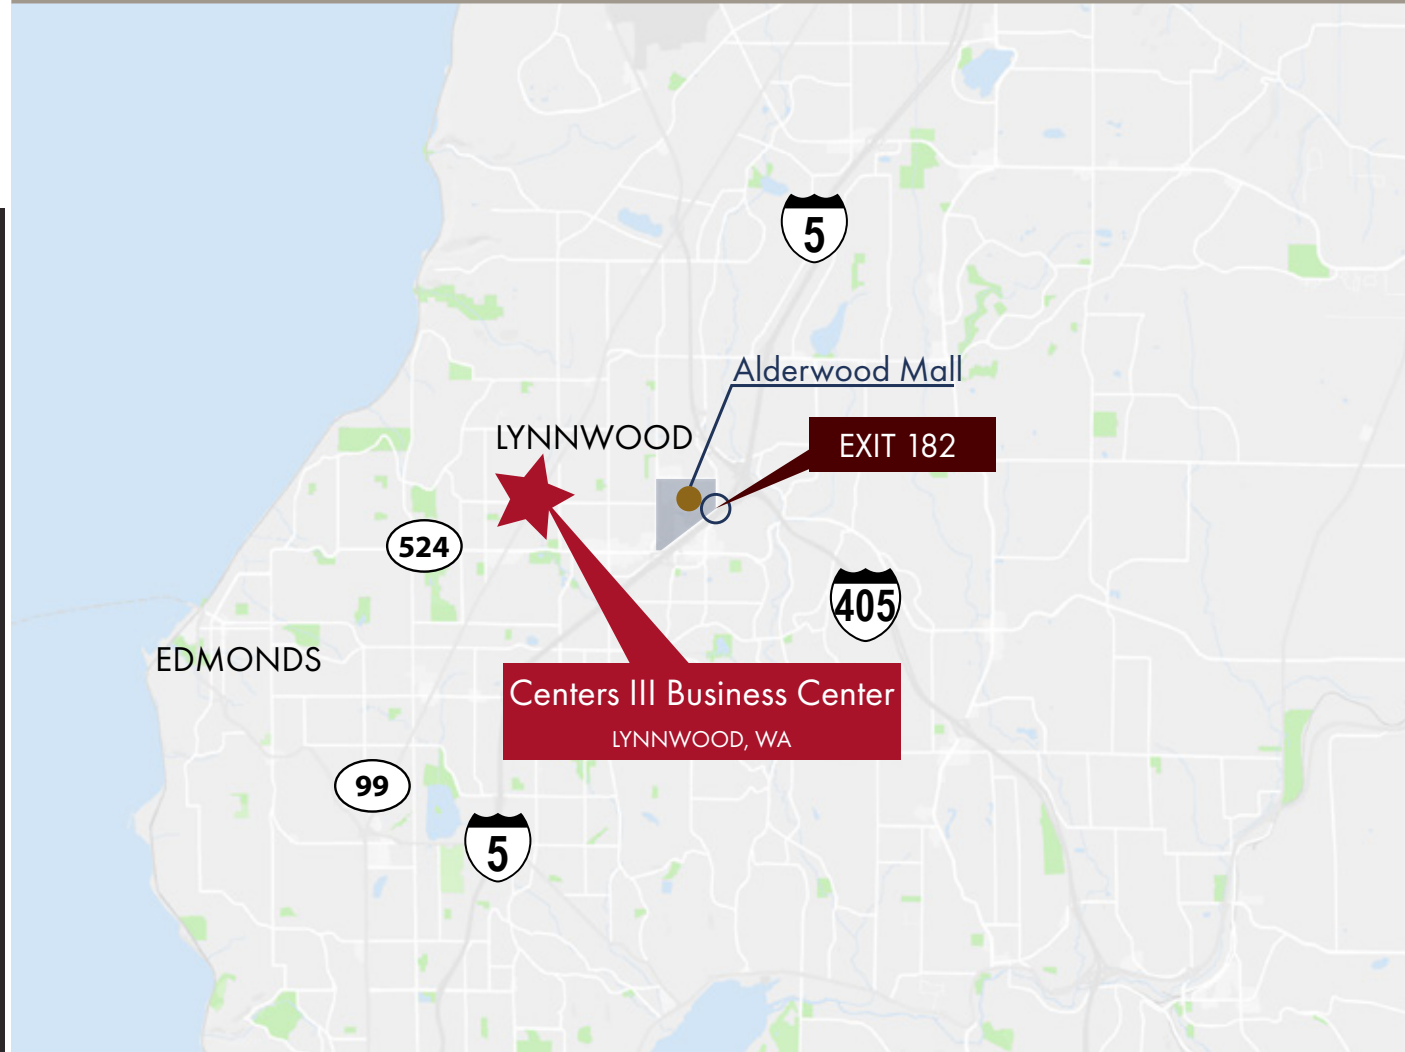 5
Alderwood Mall
LYNNWOOD
EXIT 182
524
405
EDMONDS
Centers III Business Center
LYNNWOOD, WA
99
5